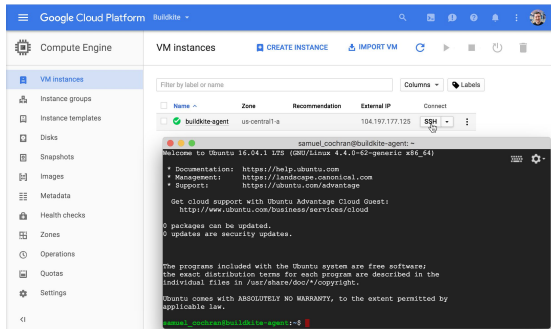 Google Cloud Platform Buildkite
Compute Engine
VM instances
CREATE INSTANCE
IMPORT VM
VM instances
Instance groups
Instance templates
Disks
Snapshots
Images
Metadata
Health checks
Zones
Operations
Quotas
Settings
Filter by label or name
Columns
Labels
Name Zone Recommendation External IP Connect
buildkite-agent us-central1-a 104.197.177.125 SSH
samuel_cochran@buildkite-agent: ~
Welcome to Ubuntu 16.04.1 LTS (GNU/Linux 4.4.0-62-generic x86_64)
* Documentation: https://help.ubuntu.com
* Management: https://landscape.canonical.com
* Support: https://ubuntu.com/advantage
Get cloud support with Ubuntu Advantage Cloud Guest:
http://www.ubuntu.com/business/services/cloud
0 packages can be updated.
0 updates are security updates.
The programs included with the Ubuntu system are free software;
the exact distribution terms for each program are described in the
individual files in /usr/share/doc/*/copyright.
Ubuntu comes with ABSOLUTELY NO WARRANTY, to the extent permitted by
applicable law.
samuel_cochran@buildkite-agent:~$